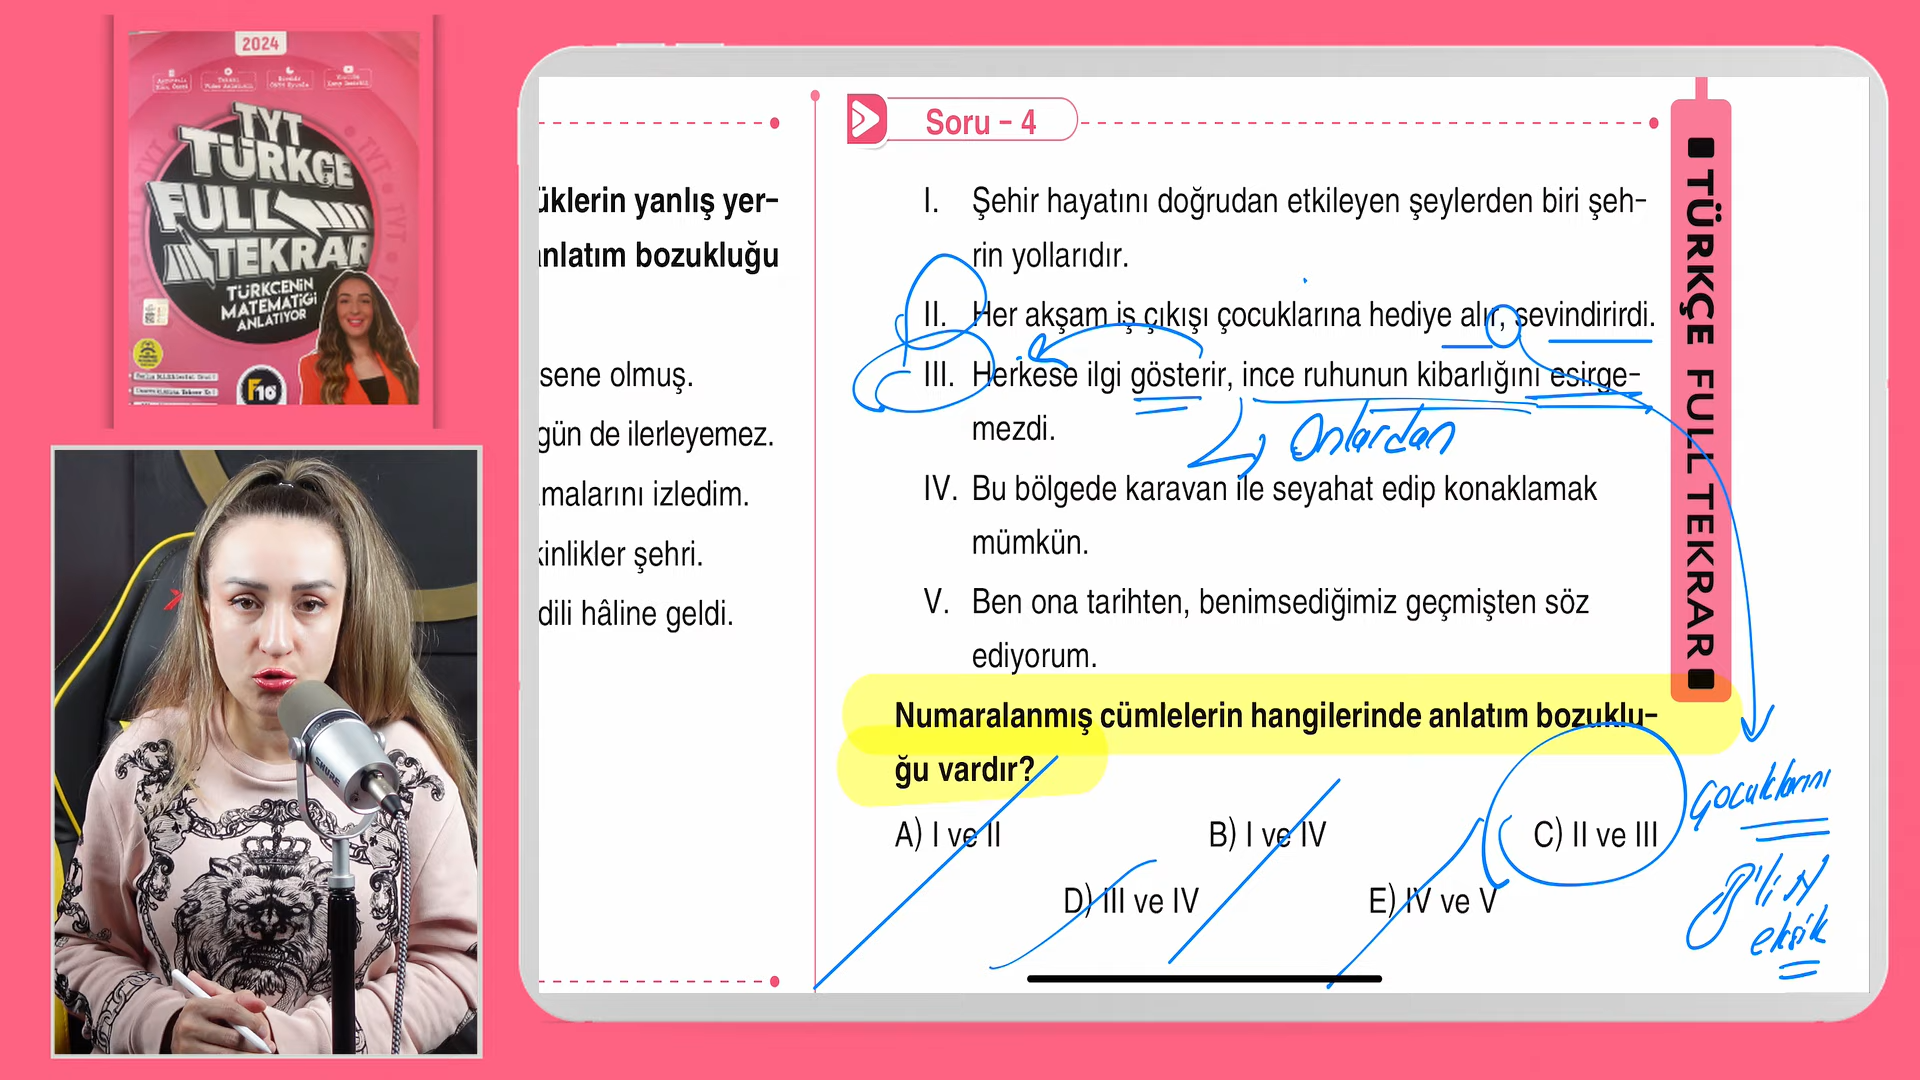 2024
TYT
TÜRKÇE
FULL
TEKRAR
TÜRKÇENİN
MATEMATİĞİ
ANLATIYOR
F16
üklerin yanlış yer-
anlatım bozukluğu
sene olmuş.
gün de ilerleyemez.
malarını izledim.
kinlikler şehri.
dili hâline geldi.
Soru - 4
I. Şehir hayatını doğrudan etkileyen şeylerden biri şeh-
rin yollarıdır.
II. Her akşam iş çıkışı çocuklarına hediye alır, sevindirirdi.
III. Herkese ilgi gösterir, ince ruhunun kibarlığını esirge-
mezdi.
Onlardan
IV. Bu bölgede karavan ile seyahat edip konaklamak
mümkün.
V. Ben ona tarihten, benimsediğimiz geçmişten söz
ediyorum.
Numaralanmış cümlelerin hangilerinde anlatım bozuklu-
ğu vardır?
A) I ve II B) I ve IV C) II ve III
D) III ve IV E) IV ve V
Çocuklarını
B'li N
eksik
TÜRKÇE FULL TEKRAR
SHURE